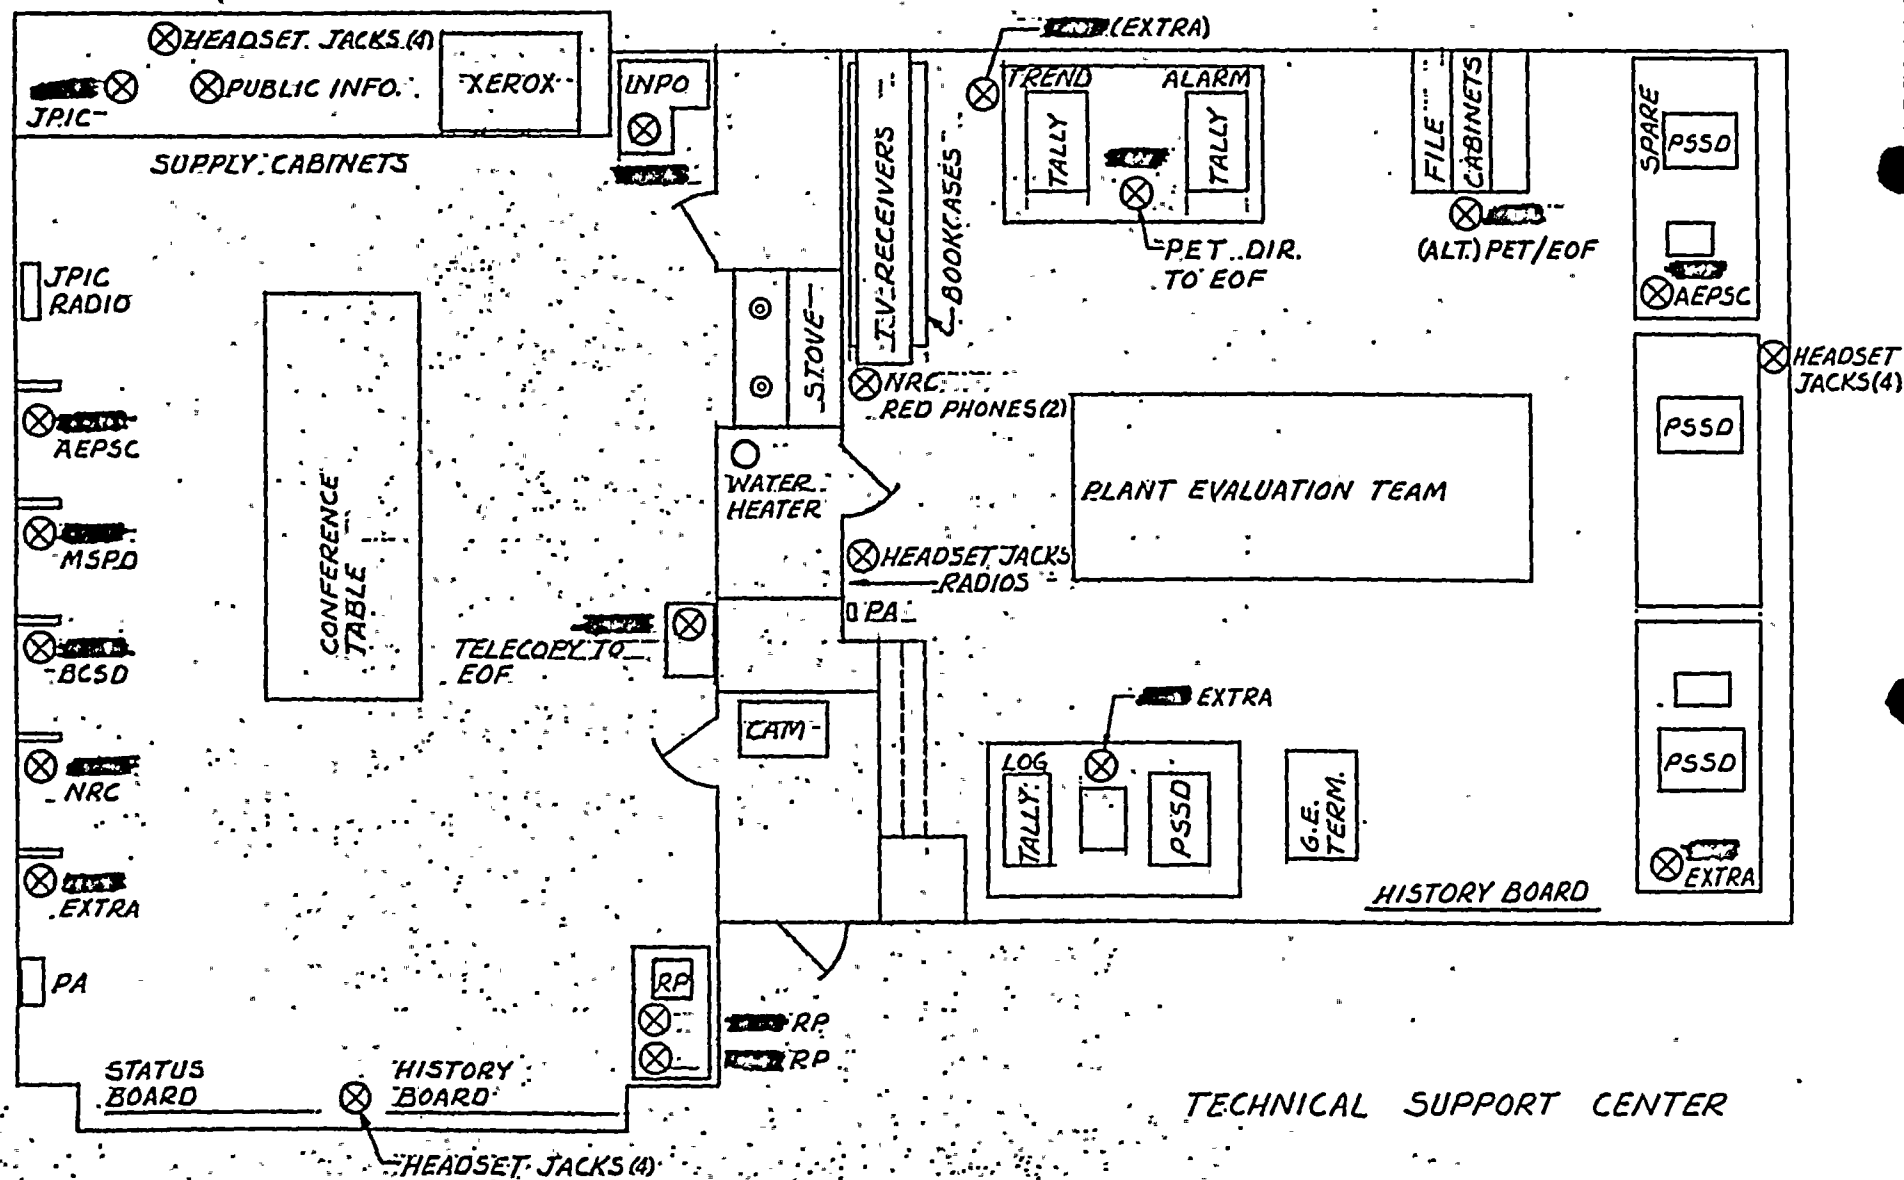 HEADSET JACKS (4)
JPIC
PUBLIC INFO.
XEROX
INPO
SUPPLY CABINETS
JPIC
RADIO
AEPSC
MSPD
BCSD
NRC
EXTRA
PA
CONFERENCE
TABLE
STATUS
BOARD
HISTORY
BOARD
HEADSET JACKS (4)
TELECOPY TO
EOF
RP
RP
RP
STOVE
WATER
HEATER
CAM
T.V. RECEIVERS
BOOKCASES
NRC
RED PHONES (2)
HEADSET JACKS
RADIOS
PA
(EXTRA)
TREND
ALARM
TALLY
TALLY
PET DIR.
TO EOF
FILE
CABINETS
(ALT.) PET/EOF
SPARE
PSSD
AEPSC
HEADSET
JACKS (4)
PSSD
PLANT EVALUATION TEAM
EXTRA
LOG
TALLY
PSSD
G.E.
TERM.
PSSD
EXTRA
HISTORY BOARD
TECHNICAL SUPPORT CENTER